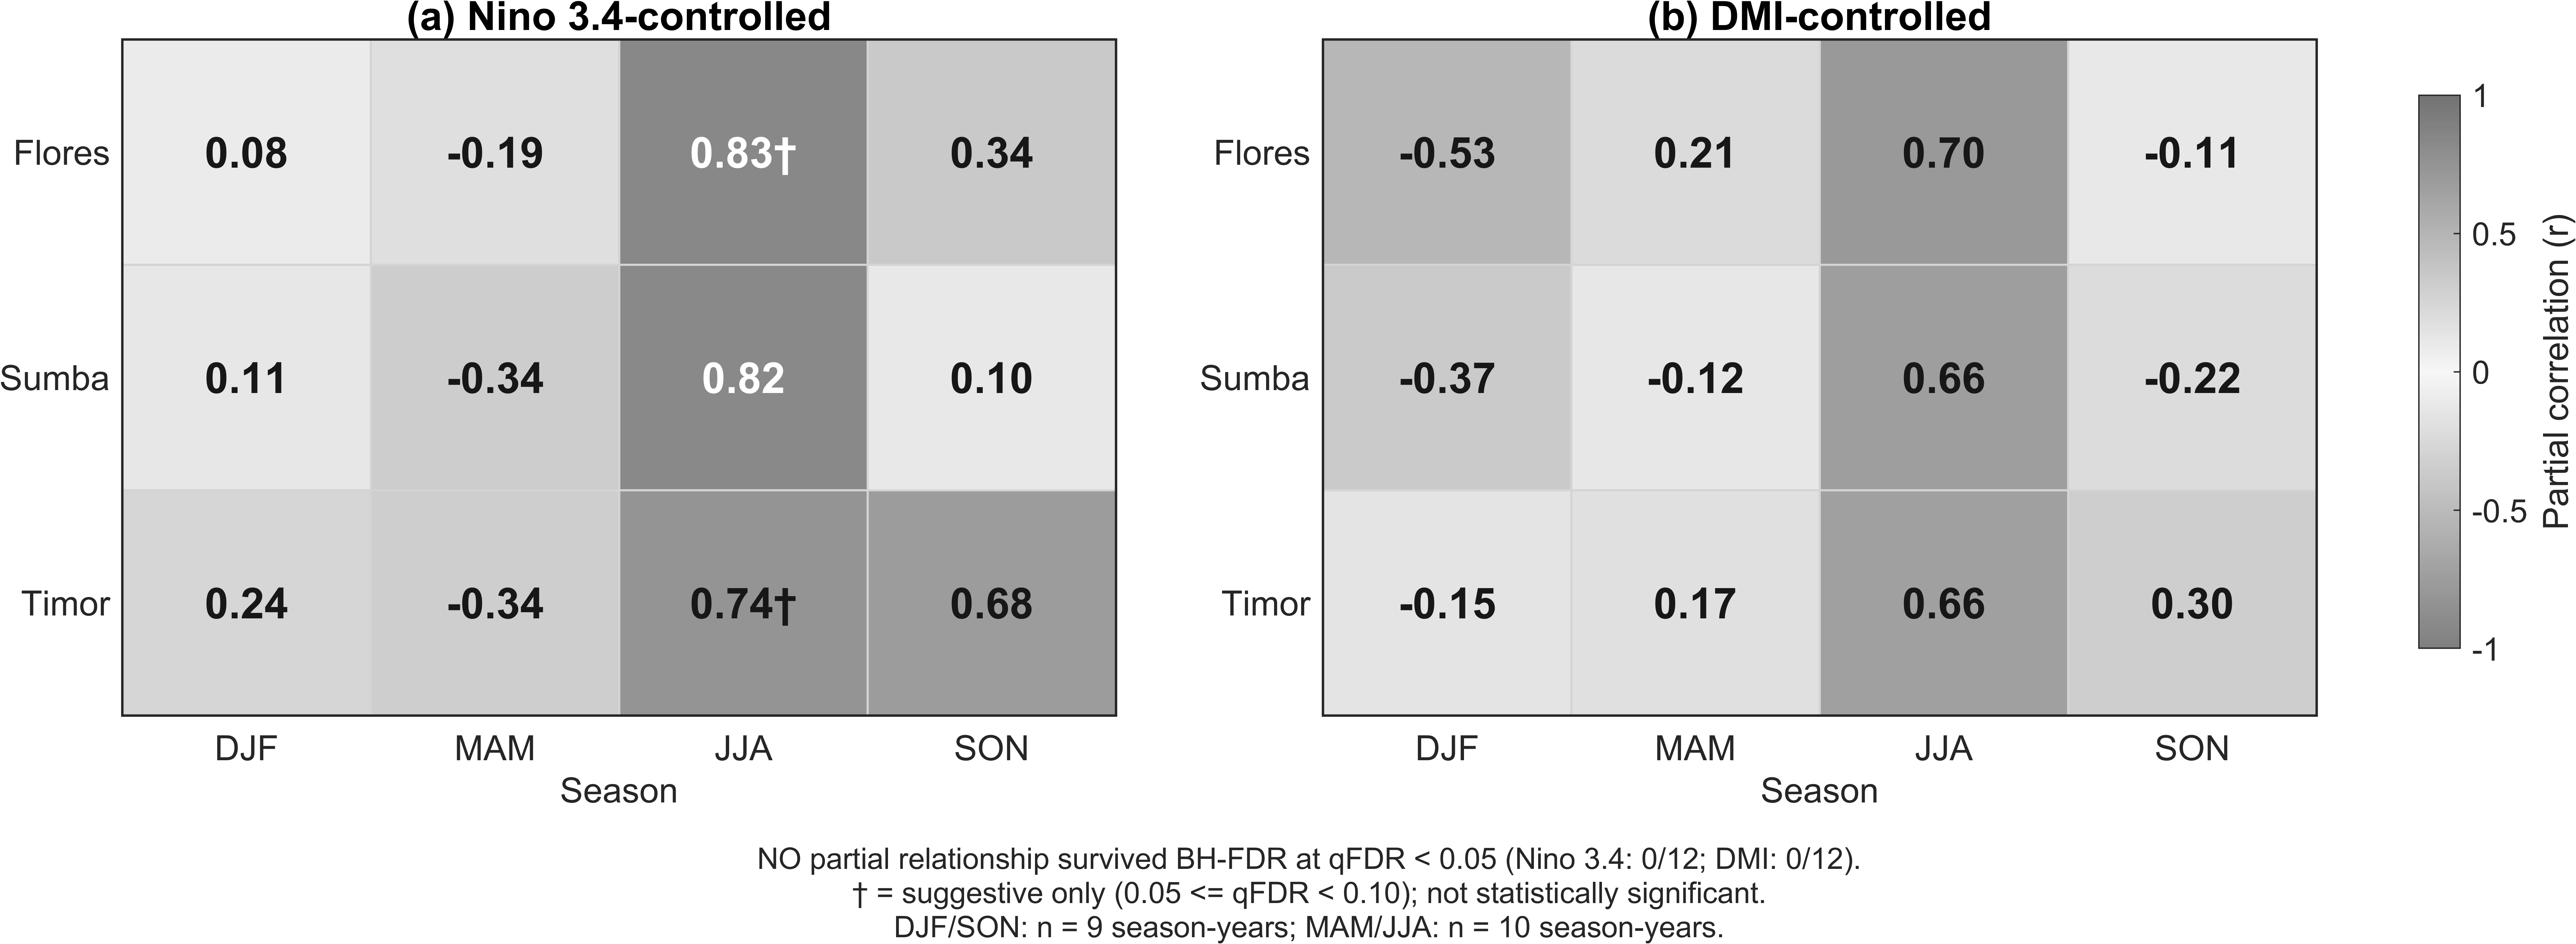 (a) Nino 3.4-controlled
Flores 0.08 -0.19 0.83† 0.34
Sumba 0.11 -0.34 0.82 0.10
Timor 0.24 -0.34 0.74† 0.68
DJF MAM JJA SON
Season
(b) DMI-controlled
Flores -0.53 0.21 0.70 -0.11
Sumba -0.37 -0.12 0.66 -0.22
Timor -0.15 0.17 0.66 0.30
DJF MAM JJA SON
Season
1
0.5
0
-0.5
-1
Partial correlation (r)
NO partial relationship survived BH-FDR at qFDR < 0.05 (Nino 3.4: 0/12; DMI: 0/12).
† = suggestive only (0.05 <= qFDR < 0.10); not statistically significant.
DJF/SON: n = 9 season-years; MAM/JJA: n = 10 season-years.